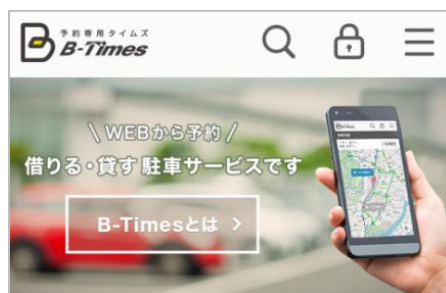 予約専用タイムズ
B-Times
\ WEBから予約 /
借りる・貸す 駐車サービスです
B-Timesとは >